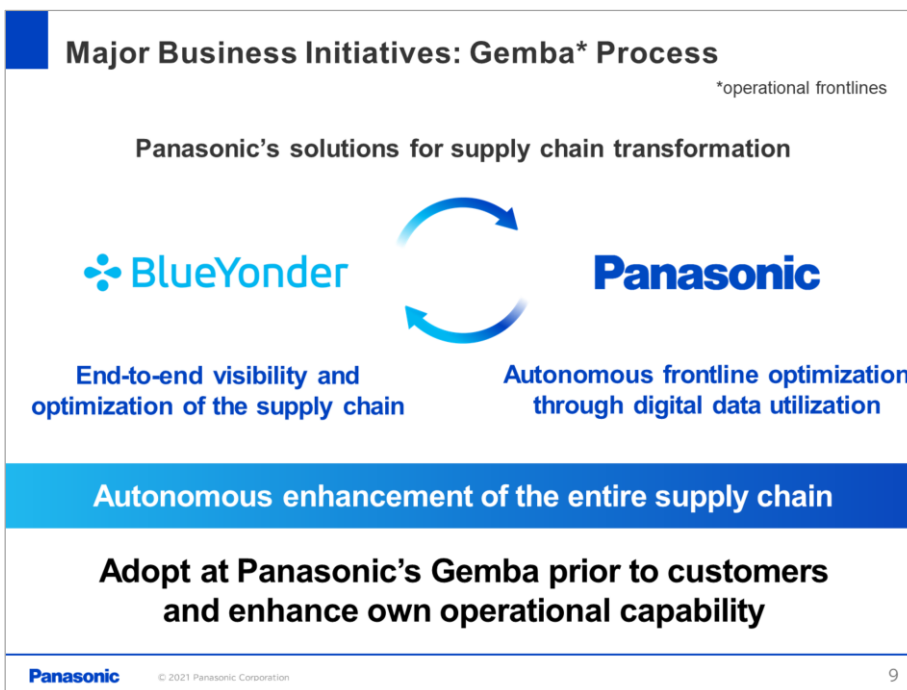 Major Business Initiatives: Gemba* Process
*operational frontlines
Panasonic's solutions for supply chain transformation
BlueYonder
Panasonic
End-to-end visibility and
optimization of the supply chain
Autonomous frontline optimization
through digital data utilization
Autonomous enhancement of the entire supply chain
Adopt at Panasonic's Gemba prior to customers
and enhance own operational capability
Panasonic
© 2021 Panasonic Corporation
9